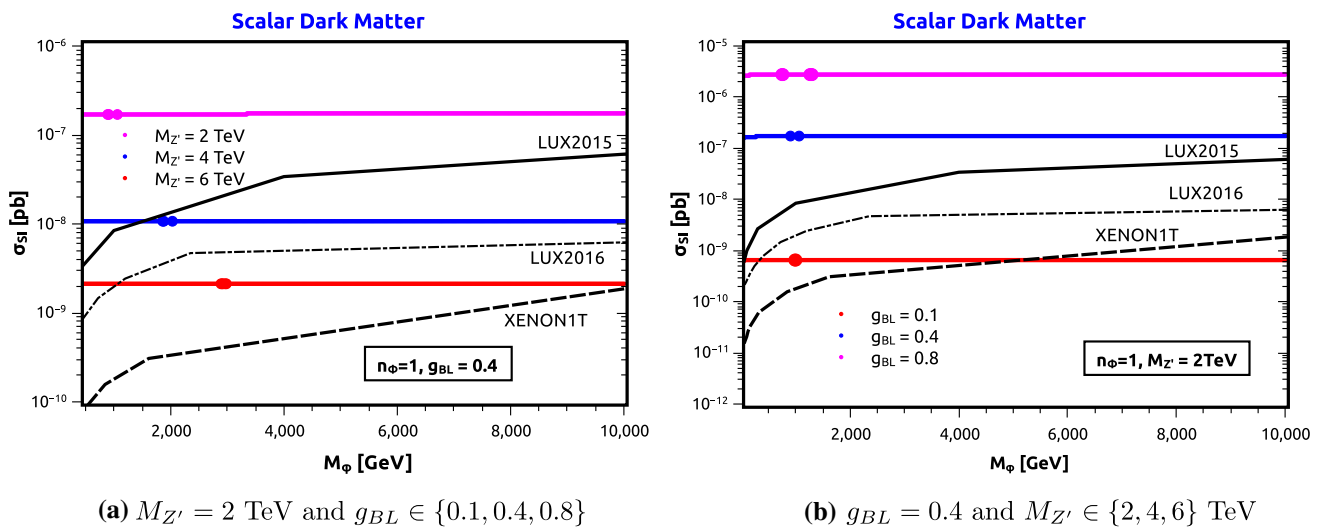 Scalar Dark Matter
10⁻⁶
10⁻⁷
10⁻⁸
10⁻⁹
10⁻¹⁰
σ_SI [pb]
M_Z' = 2 TeV
M_Z' = 4 TeV
M_Z' = 6 TeV
LUX2015
LUX2016
XENON1T
n_Φ=1, g_BL = 0.4
2,000 4,000 6,000 8,000 10,000
M_Φ [GeV]
(a) M_Z' = 2 TeV and g_BL ∈ {0.1, 0.4, 0.8}
Scalar Dark Matter
10⁻⁵
10⁻⁶
10⁻⁷
10⁻⁸
10⁻⁹
10⁻¹⁰
10⁻¹¹
10⁻¹²
σ_SI [pb]
LUX2015
LUX2016
XENON1T
g_BL = 0.1
g_BL = 0.4
g_BL = 0.8
n_Φ=1, M_Z' = 2TeV
2,000 4,000 6,000 8,000 10,000
M_Φ [GeV]
(b) g_BL = 0.4 and M_Z' ∈ {2, 4, 6} TeV